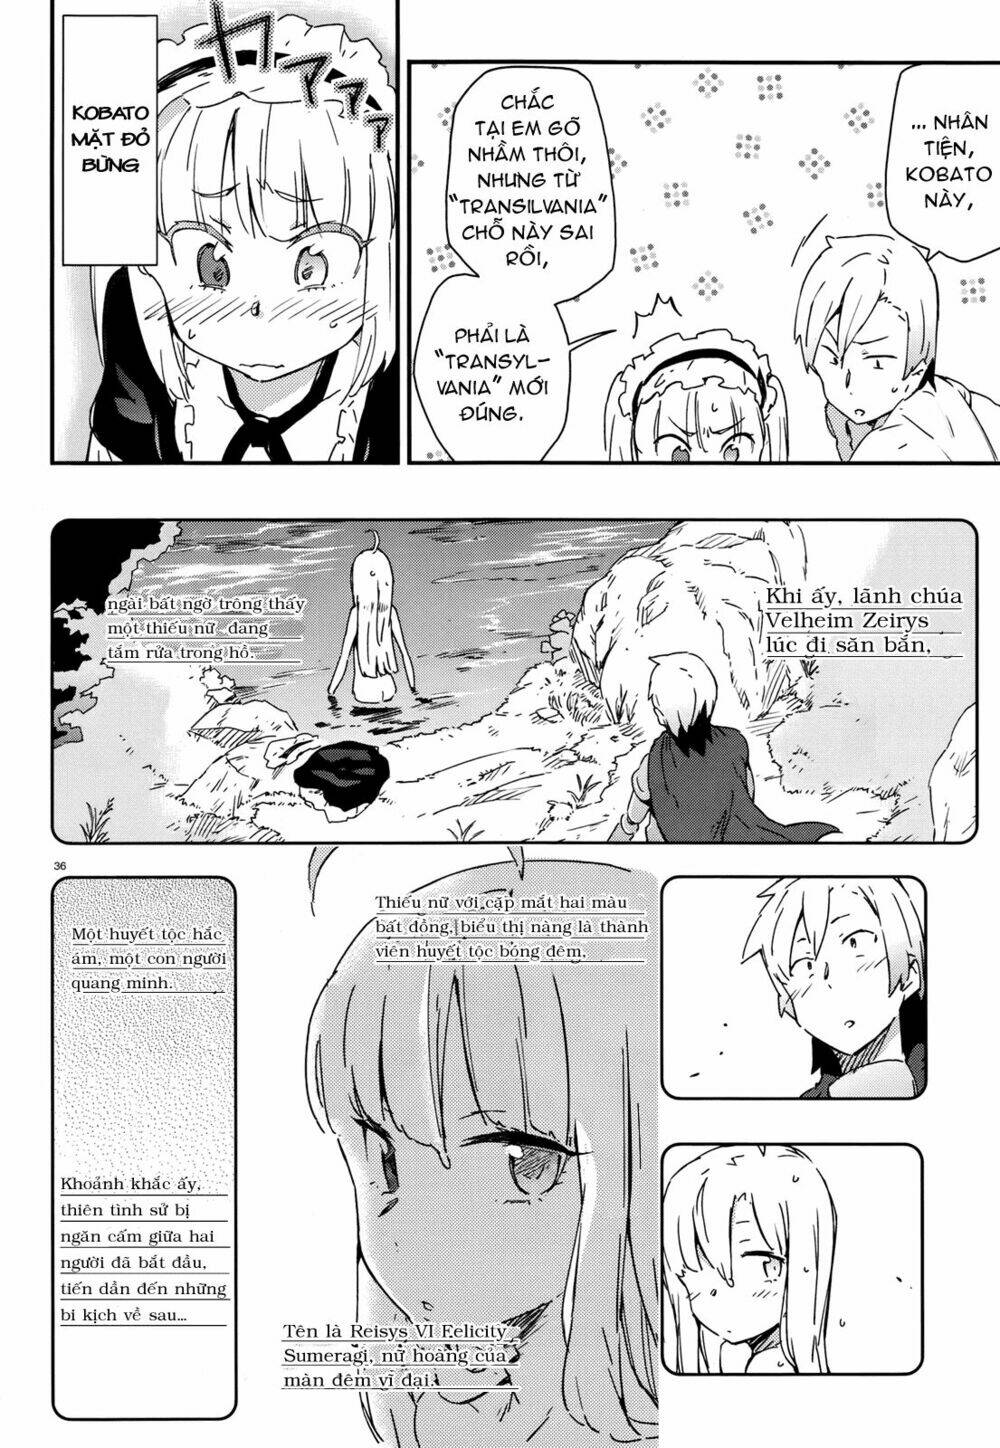 ... NHÂN
TIỆN,
KOBATO
NÀY,
CHẮC
TẠI EM GÕ
NHẦM THÔI,
NHƯNG TỪ
"TRANSILVANIA"
CHỖ NÀY SAI
RỒI,
PHẢI LÀ
"TRANSYL-
VANIA" MỚI
ĐÚNG.
カァァァ
KOBATO
MẶT ĐỎ
BỪNG
Khi ấy, lãnh chúa
Velheim Zeirys
lúc đi săn bắn,
ngài bất ngờ trông thấy
một thiếu nữ đang
tắm rửa trong hồ.
36
Thiếu nữ với cặp mắt hai màu
bất đồng, biểu thị nàng là thành
viên huyết tộc bóng đêm,
Tên là Reisys VI Felicity
Sumeragi, nữ hoàng của
màn đêm vĩ đại.
Một huyết tộc hắc
ám, một con người
quang minh.
Khoảnh khắc ấy,
thiên tình sử bị
ngăn cấm giữa hai
người đã bắt đầu,
tiến dần đến những
bi kịch về sau...